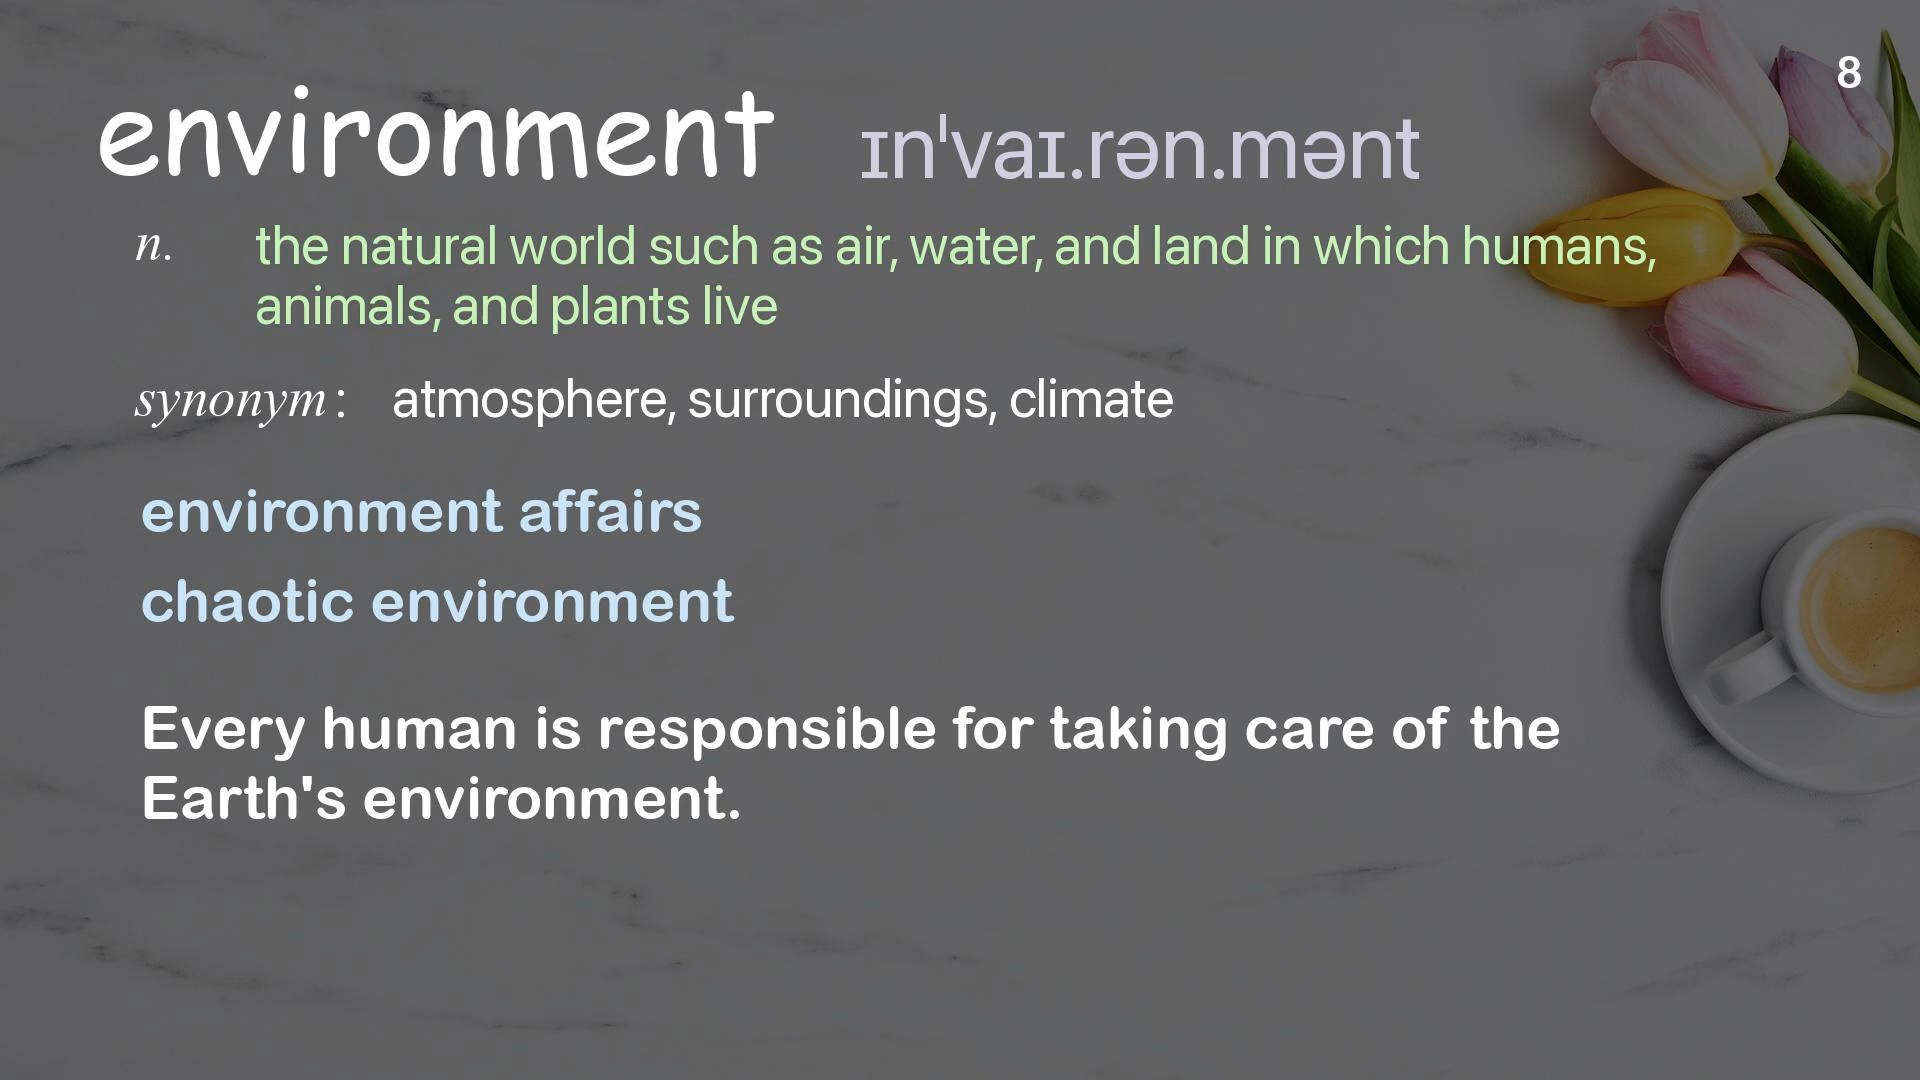 8
environment ɪnˈvaɪ.rən.mənt
n. the natural world such as air, water, and land in which humans,
animals, and plants live
synonym: atmosphere, surroundings, climate
environment affairs
chaotic environment
Every human is responsible for taking care of the
Earth's environment.